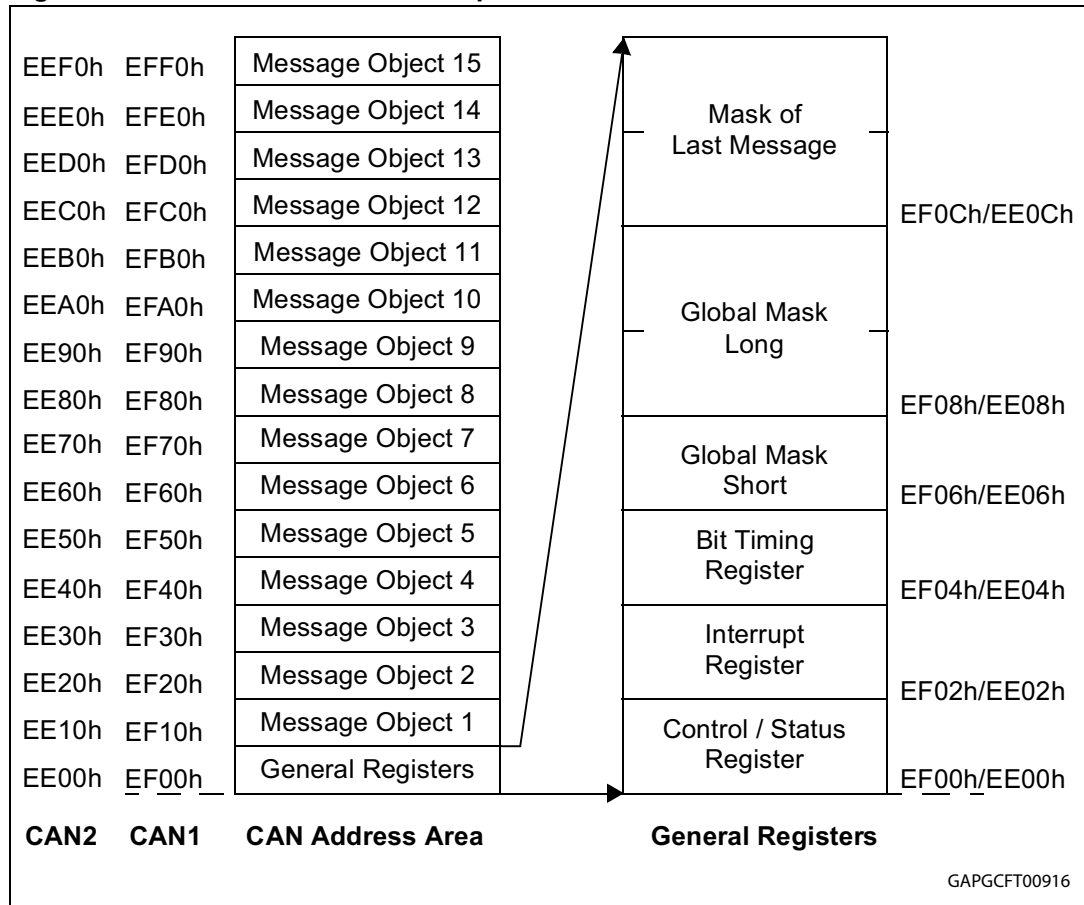 EEF0h EFF0h Message Object 15
EEE0h EFE0h Message Object 14
EED0h EFD0h Message Object 13
EEC0h EFC0h Message Object 12
EEB0h EFB0h Message Object 11
EEA0h EFA0h Message Object 10
EE90h EF90h Message Object 9
EE80h EF80h Message Object 8
EE70h EF70h Message Object 7
EE60h EF60h Message Object 6
EE50h EF50h Message Object 5
EE40h EF40h Message Object 4
EE30h EF30h Message Object 3
EE20h EF20h Message Object 2
EE10h EF10h Message Object 1
EE00h EF00h General Registers
Mask of
Last Message
EF0Ch/EE0Ch
Global Mask
Long
EF08h/EE08h
Global Mask
Short
EF06h/EE06h
Bit Timing
Register
EF04h/EE04h
Interrupt
Register
EF02h/EE02h
Control / Status
Register
EF00h/EE00h
CAN2 CAN1 CAN Address Area General Registers
GAPGCFT00916